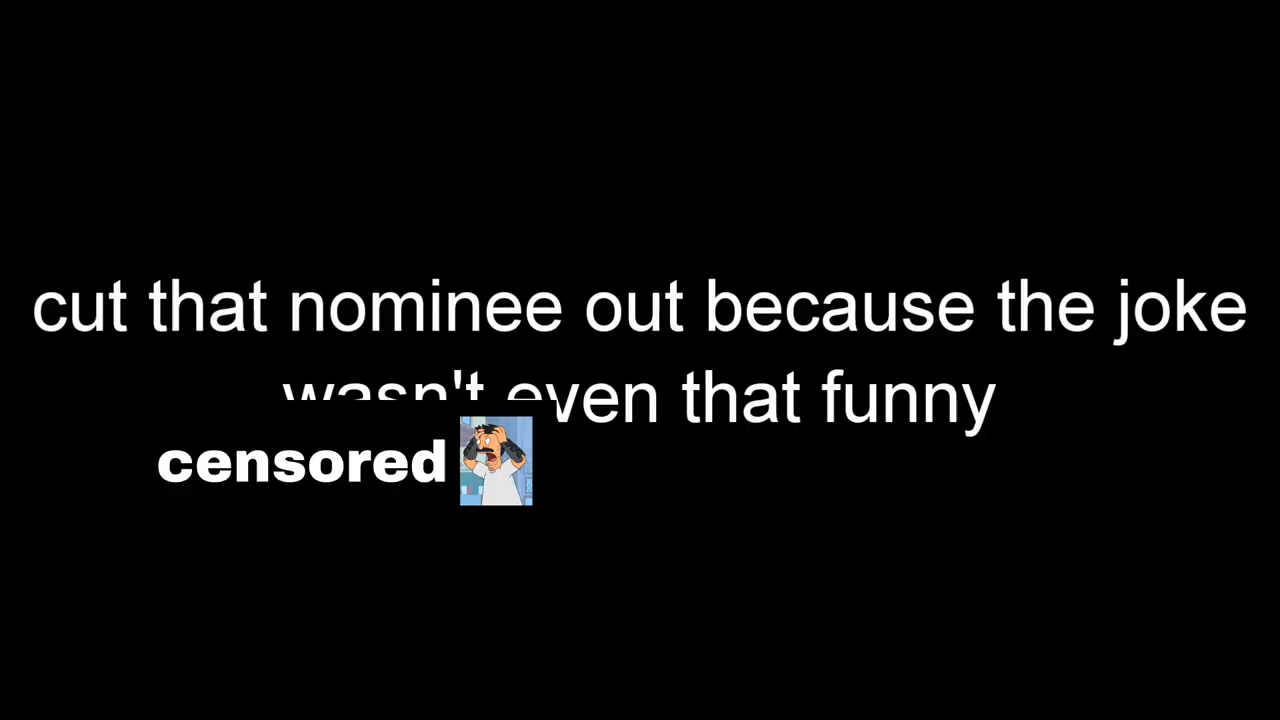 cut that nominee out because the joke
wasn't even that funny
censored